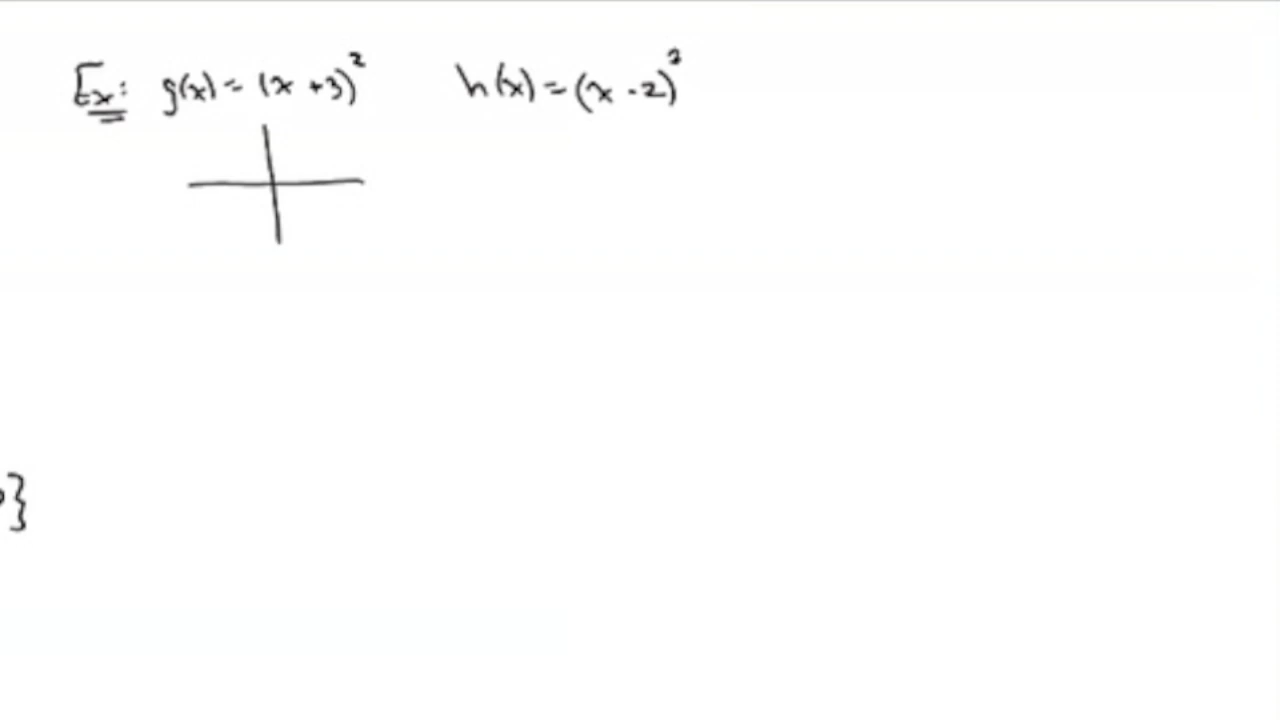 Ex: g(x) = (x + 3)² h(x) = (x - 2)²
}